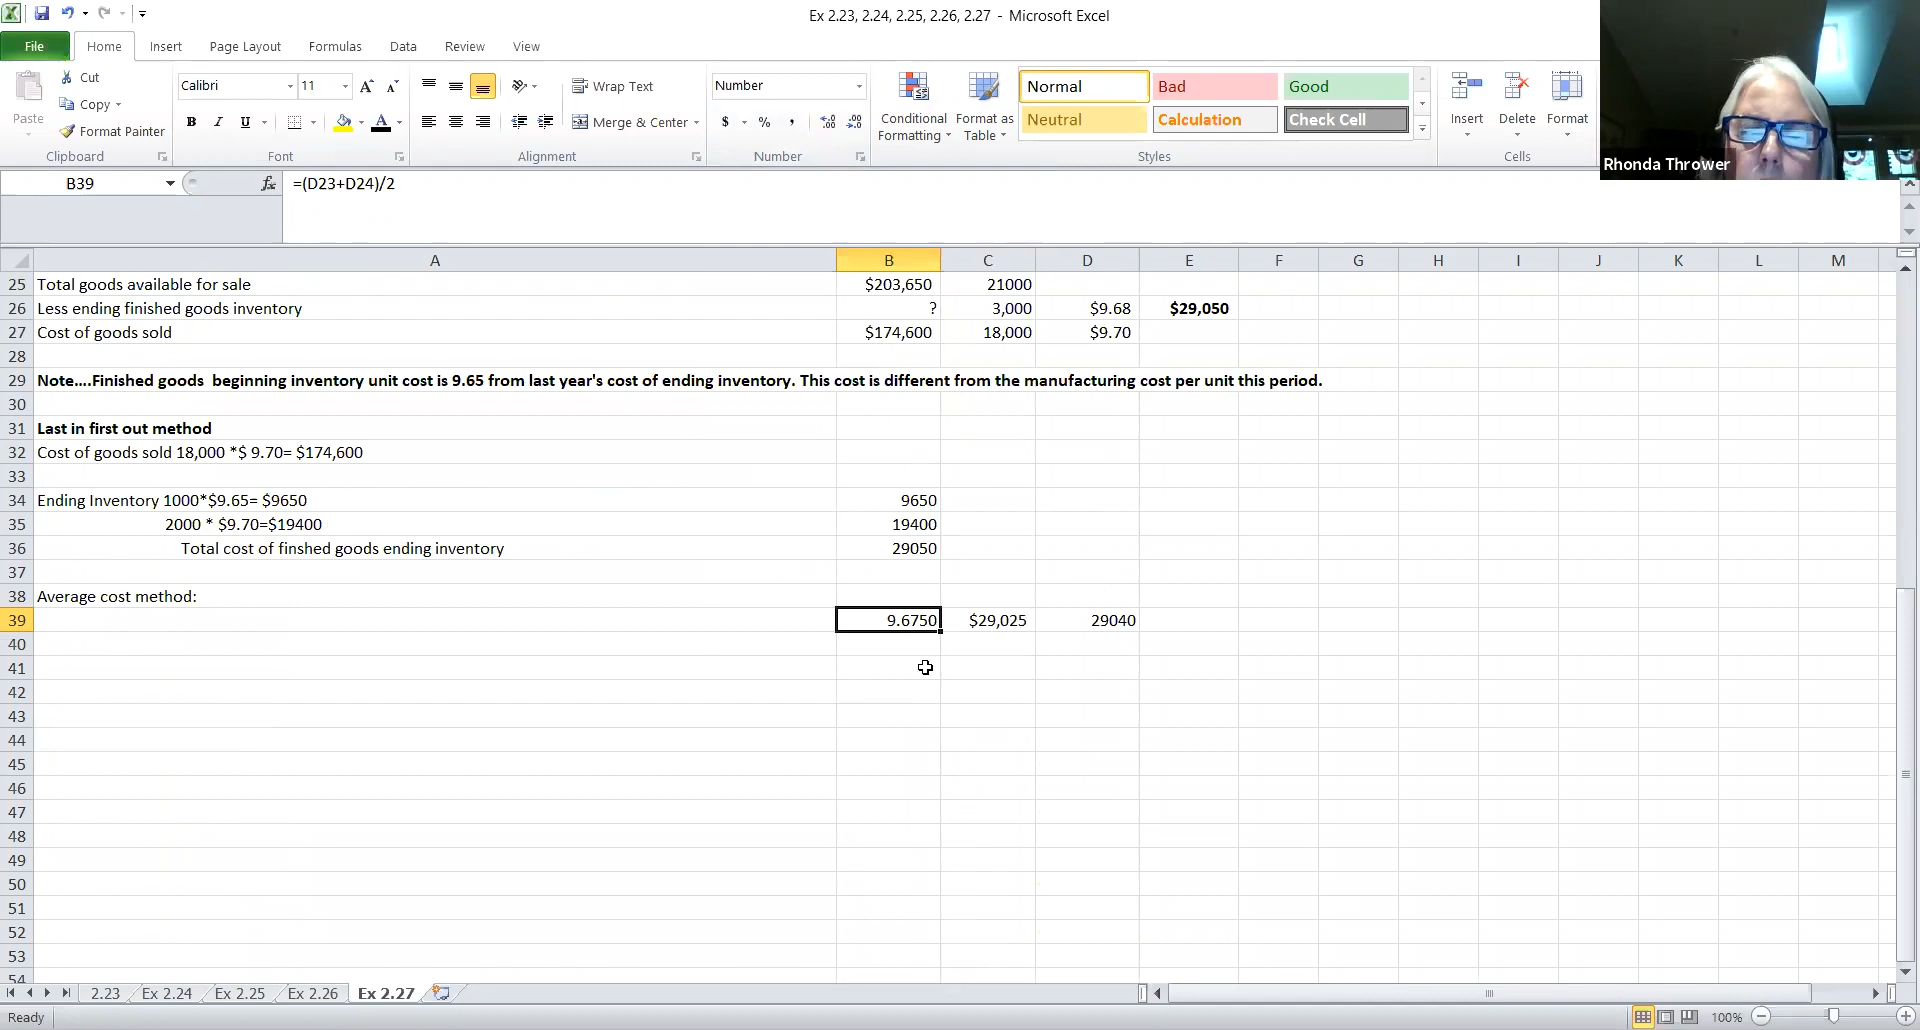 Ex 2.23, 2.24, 2.25, 2.26, 2.27 - Microsoft Excel
File Home Insert Page Layout Formulas Data Review View
Paste
Cut
Copy
Format Painter
Clipboard
Calibri 11 A A
B I U A
Font
Wrap Text
Merge & Center
Alignment
Number
$ % ,
Number
Conditional Formatting
Format as Table
Normal Bad Good
Neutral Calculation Check Cell
Styles
Insert Delete Format
Cells
Rhonda Thrower
B39 fx =(D23+D24)/2
A B C D E F G H I J K L M
25 Total goods available for sale $203,650 21000
26 Less ending finished goods inventory ? 3,000 $9.68 $29,050
27 Cost of goods sold $174,600 18,000 $9.70
28
29 Note....Finished goods beginning inventory unit cost is 9.65 from last year's cost of ending inventory. This cost is different from the manufacturing cost per unit this period.
30
31 Last in first out method
32 Cost of goods sold 18,000 *$ 9.70= $174,600
33
34 Ending Inventory 1000*$9.65= $9650 9650
35 2000 * $9.70=$19400 19400
36 Total cost of finshed goods ending inventory 29050
37
38 Average cost method:
39 9.6750 $29,025 29040
40
41
42
43
44
45
46
47
48
49
50
51
52
53
54
2.23 Ex 2.24 Ex 2.25 Ex 2.26 Ex 2.27
Ready 100%